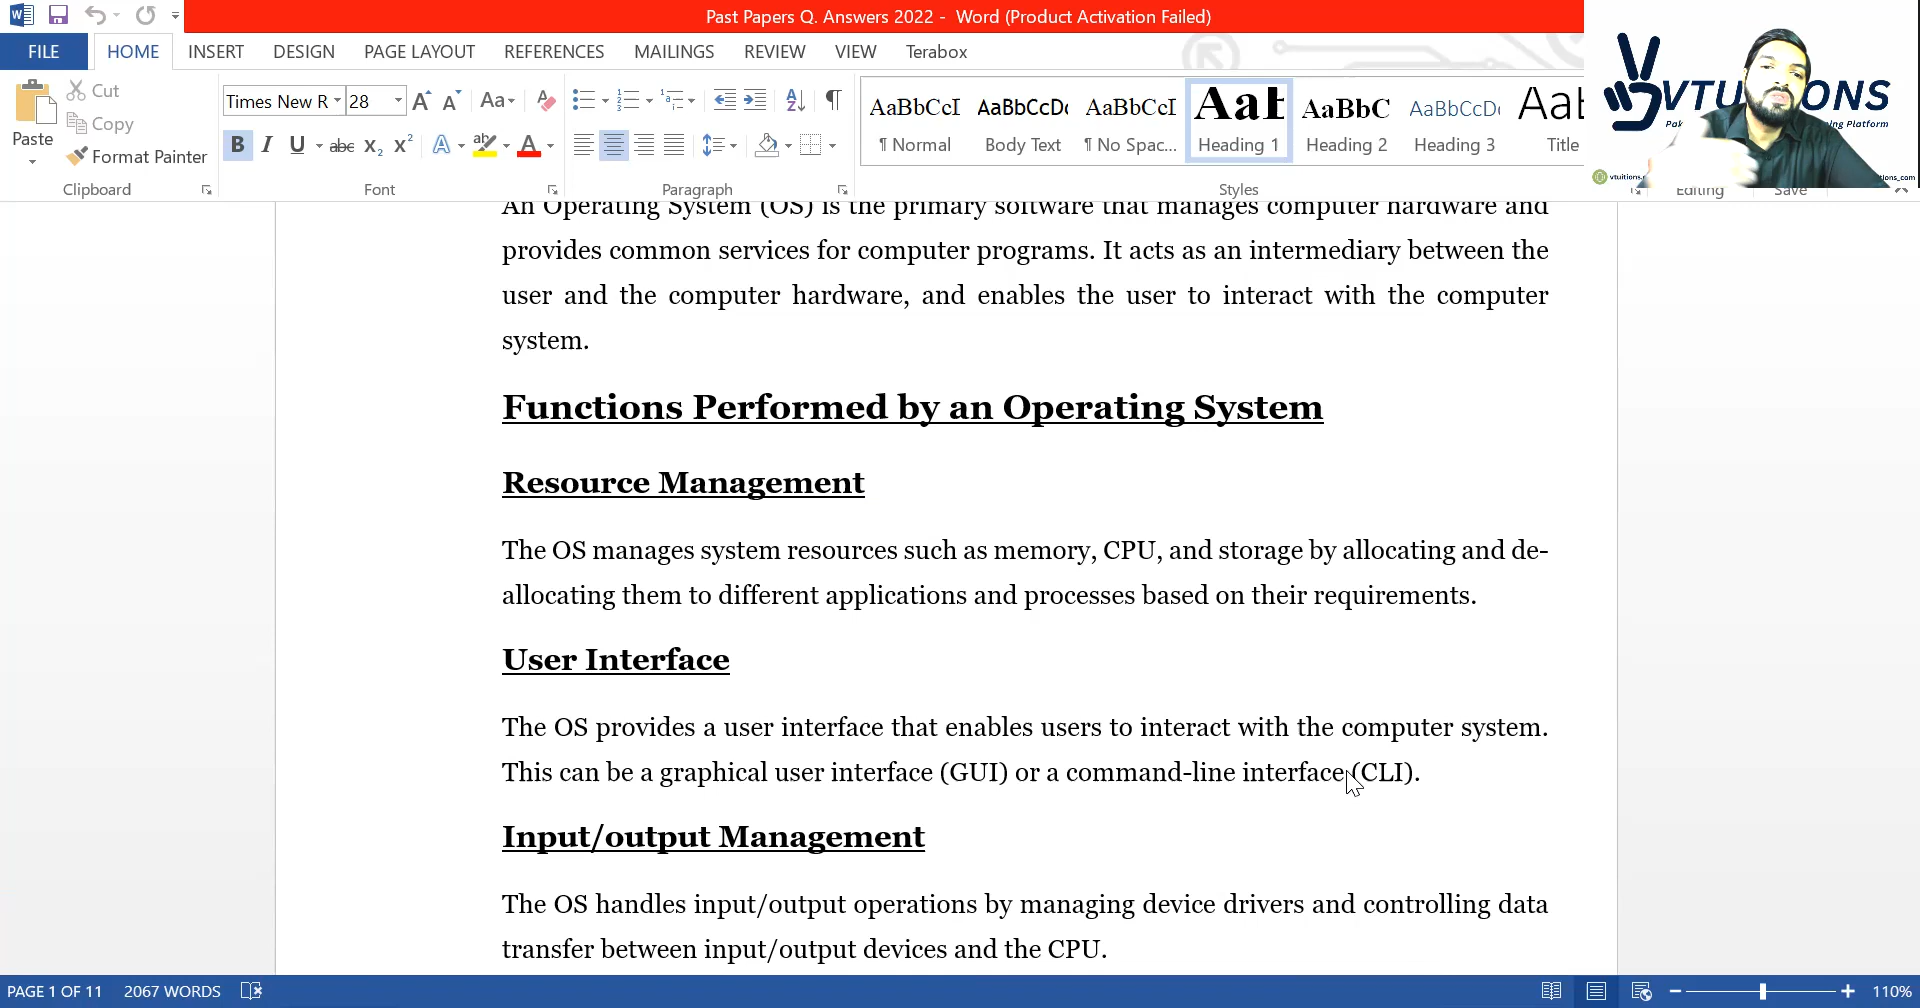 Past Papers Q. Answers 2022 - Word (Product Activation Failed)
FILE HOME INSERT DESIGN PAGE LAYOUT REFERENCES MAILINGS REVIEW VIEW Terabox
Cut
Copy
Format Painter
Paste
Times New R 28
Aa
AaBbCcI AaBbCcDc AaBbCcI AaB AaBbC AaBbCcDc AaB
¶ Normal Body Text ¶ No Spac... Heading 1 Heading 2 Heading 3 Title
Clipboard Font Paragraph Styles Editing Save
An Operating System (OS) is the primary software that manages computer hardware and
provides common services for computer programs. It acts as an intermediary between the
user and the computer hardware, and enables the user to interact with the computer
system.
Functions Performed by an Operating System
Resource Management
The OS manages system resources such as memory, CPU, and storage by allocating and de-
allocating them to different applications and processes based on their requirements.
User Interface
The OS provides a user interface that enables users to interact with the computer system.
This can be a graphical user interface (GUI) or a command-line interface (CLI).
Input/output Management
The OS handles input/output operations by managing device drivers and controlling data
transfer between input/output devices and the CPU.
PAGE 1 OF 11 2067 WORDS 110%